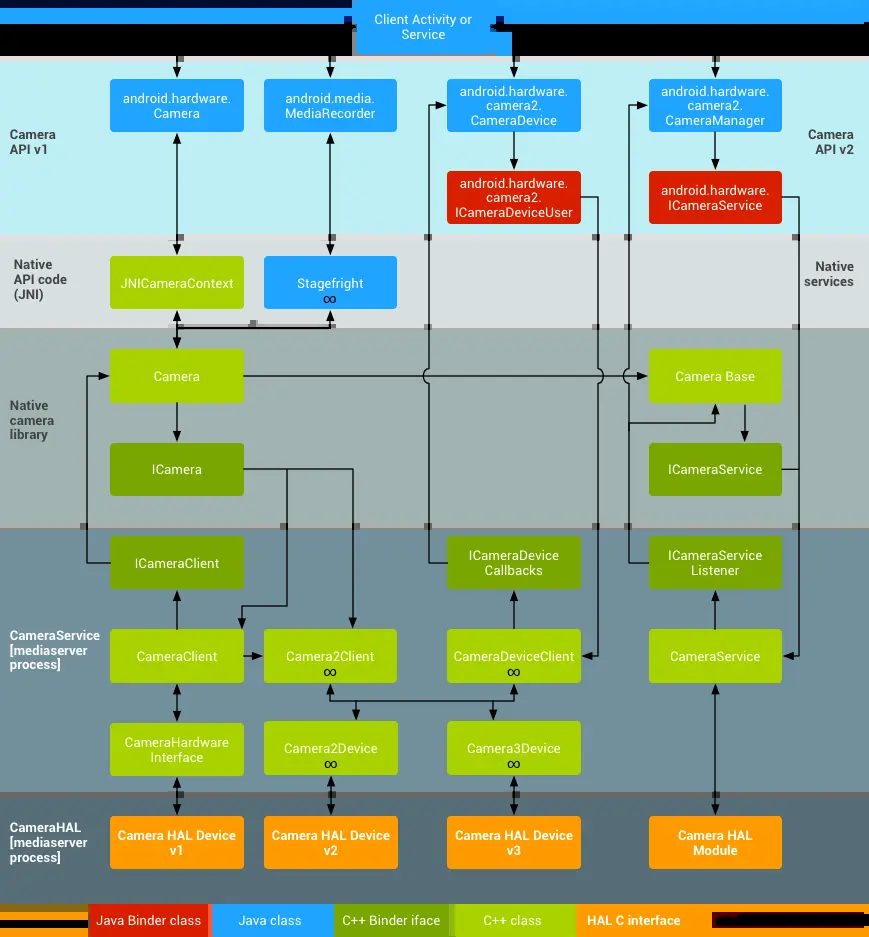 Client Activity or
Service
android.hardware.
Camera
android.media.
MediaRecorder
android.hardware.
camera2.
CameraDevice
android.hardware.
camera2.
CameraManager
Camera
API v1
Camera
API v2
android.hardware.
camera2.
ICameraDeviceUser
android.hardware.
ICameraService
Native
API code
(JNI)
JNICameraContext
Stagefright
∞
Native
services
Camera
Camera Base
Native
camera
library
ICamera
ICameraService
ICameraClient
ICameraDevice
Callbacks
ICameraService
Listener
CameraService
[mediaserver
process]
CameraClient
Camera2Client
∞
CameraDeviceClient
∞
CameraService
CameraHardware
Interface
Camera2Device
∞
Camera3Device
∞
CameraHAL
[mediaserver
process]
Camera HAL Device
v1
Camera HAL Device
v2
Camera HAL Device
v3
Camera HAL
Module
Java Binder class
Java class
C++ Binder iface
C++ class
HAL C interface